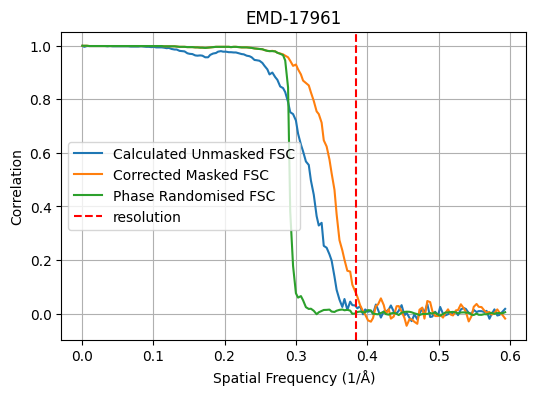 EMD-17961
1.0
0.8
0.6
0.4
0.2
0.0
Correlation
Calculated Unmasked FSC
Corrected Masked FSC
Phase Randomised FSC
resolution
0.0 0.1 0.2 0.3 0.4 0.5 0.6
Spatial Frequency (1/Å)